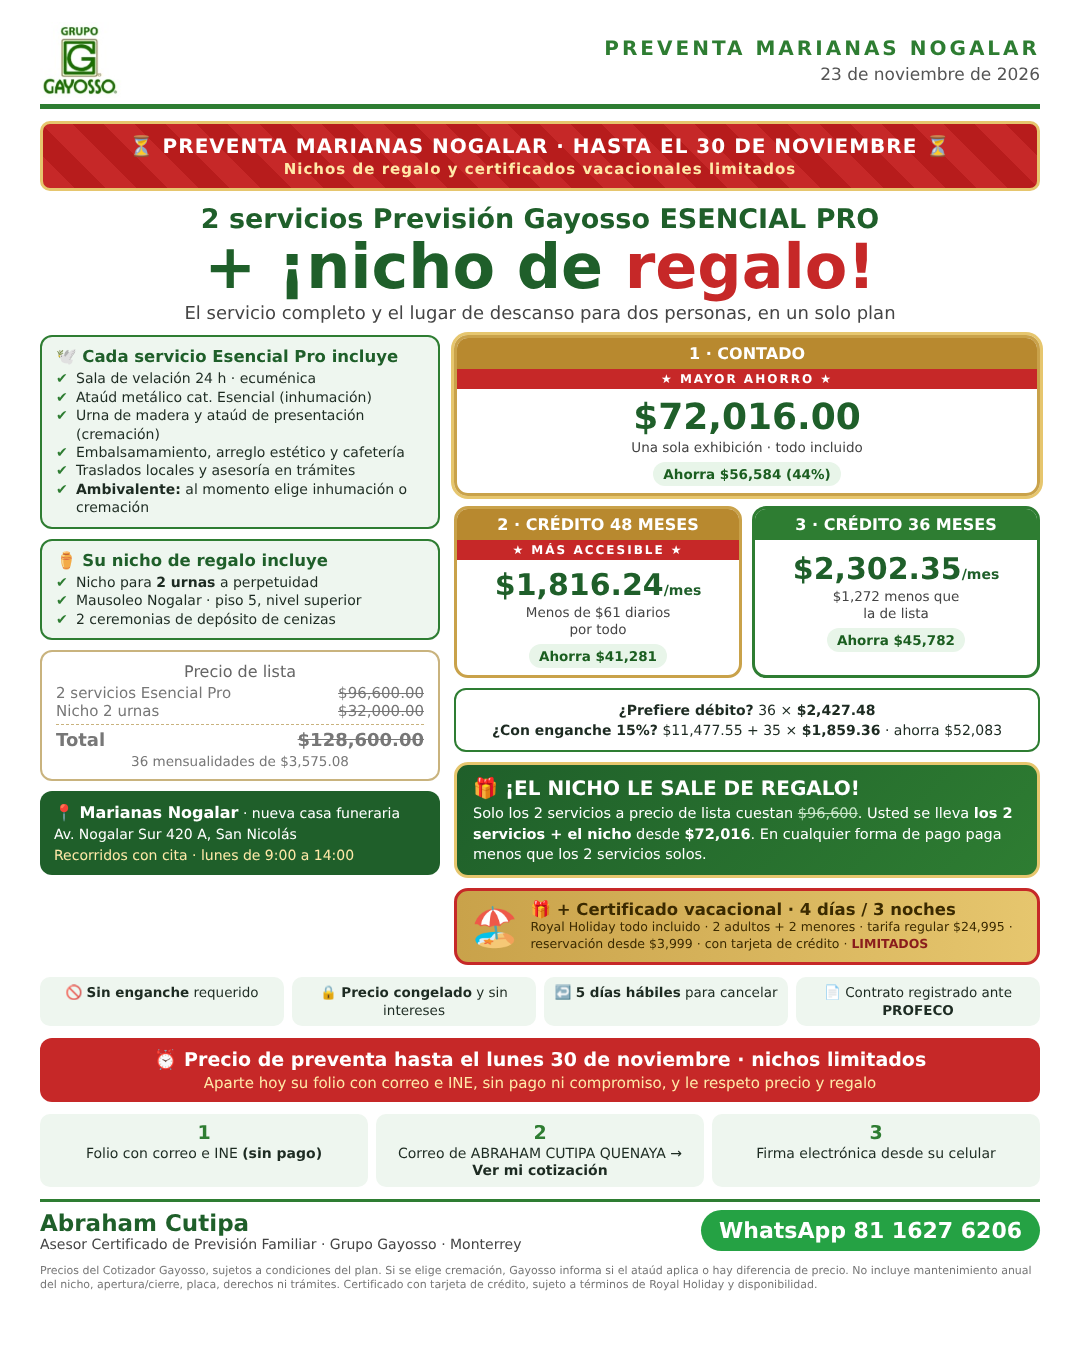 GRUPO
G
GAYOSSO
PREVENTA MARIANAS NOGALAR
23 de noviembre de 2026
⏳ PREVENTA MARIANAS NOGALAR · HASTA EL 30 DE NOVIEMBRE ⏳
Nichos de regalo y certificados vacacionales limitados
2 servicios Previsión Gayosso ESENCIAL PRO
+ ¡nicho de regalo!
El servicio completo y el lugar de descanso para dos personas, en un solo plan
🕊️ Cada servicio Esencial Pro incluye
✔ Sala de velación 24 h · ecuménica
✔ Ataúd metálico cat. Esencial (inhumación)
✔ Urna de madera y ataúd de presentación
(cremación)
✔ Embalsamamiento, arreglo estético y cafetería
✔ Traslados locales y asesoría en trámites
✔ Ambivalente: al momento elige inhumación o
cremación
⚱️ Su nicho de regalo incluye
✔ Nicho para 2 urnas a perpetuidad
✔ Mausoleo Nogalar · piso 5, nivel superior
✔ 2 ceremonias de depósito de cenizas
Precio de lista
2 servicios Esencial Pro $96,600.00
Nicho 2 urnas $32,000.00
Total $128,600.00
36 mensualidades de $3,575.08
📍 Marianas Nogalar · nueva casa funeraria
Av. Nogalar Sur 420 A, San Nicolás
Recorridos con cita · lunes de 9:00 a 14:00
1 · CONTADO
★ MAYOR AHORRO ★
$72,016.00
Una sola exhibición · todo incluido
Ahorra $56,584 (44%)
2 · CRÉDITO 48 MESES
★ MÁS ACCESIBLE ★
$1,816.24/mes
Menos de $61 diarios
por todo
Ahorra $41,281
3 · CRÉDITO 36 MESES
$2,302.35/mes
$1,272 menos que
la de lista
Ahorra $45,782
¿Prefiere débito? 36 × $2,427.48
¿Con enganche 15%? $11,477.55 + 35 × $1,859.36 · ahorra $52,083
🎁 ¡EL NICHO LE SALE DE REGALO!
Solo los 2 servicios a precio de lista cuestan $96,600. Usted se lleva los 2
servicios + el nicho desde $72,016. En cualquier forma de pago paga
menos que los 2 servicios solos.
🏖️ 🎁 + Certificado vacacional · 4 días / 3 noches
Royal Holiday todo incluido · 2 adultos + 2 menores · tarifa regular $24,995 ·
reservación desde $3,999 · con tarjeta de crédito · LIMITADOS
🚫 Sin enganche requerido
🔒 Precio congelado y sin
intereses
↩️ 5 días hábiles para cancelar
📄 Contrato registrado ante
PROFECO
⏰ Precio de preventa hasta el lunes 30 de noviembre · nichos limitados
Aparte hoy su folio con correo e INE, sin pago ni compromiso, y le respeto precio y regalo
1
Folio con correo e INE (sin pago)
2
Correo de ABRAHAM CUTIPA QUENAYA →
Ver mi cotización
3
Firma electrónica desde su celular
Abraham Cutipa
Asesor Certificado de Previsión Familiar · Grupo Gayosso · Monterrey
WhatsApp 81 1627 6206
Precios del Cotizador Gayosso, sujetos a condiciones del plan. Si se elige cremación, Gayosso informa si el ataúd aplica o hay diferencia de precio. No incluye mantenimiento anual
del nicho, apertura/cierre, placa, derechos ni trámites. Certificado con tarjeta de crédito, sujeto a términos de Royal Holiday y disponibilidad.